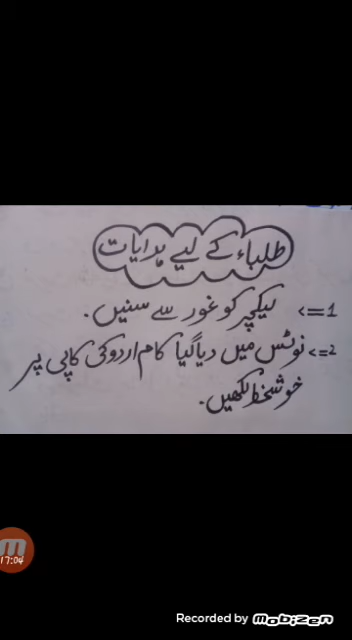 طلباء کے لیے ہدایات
1=> لیکچر کو غور سے سنیں۔
2=> نوٹس میں دیا گیا کام اردو کی کاپی پر
خوشخط لکھیں۔
17:04
Recorded by Mobizen